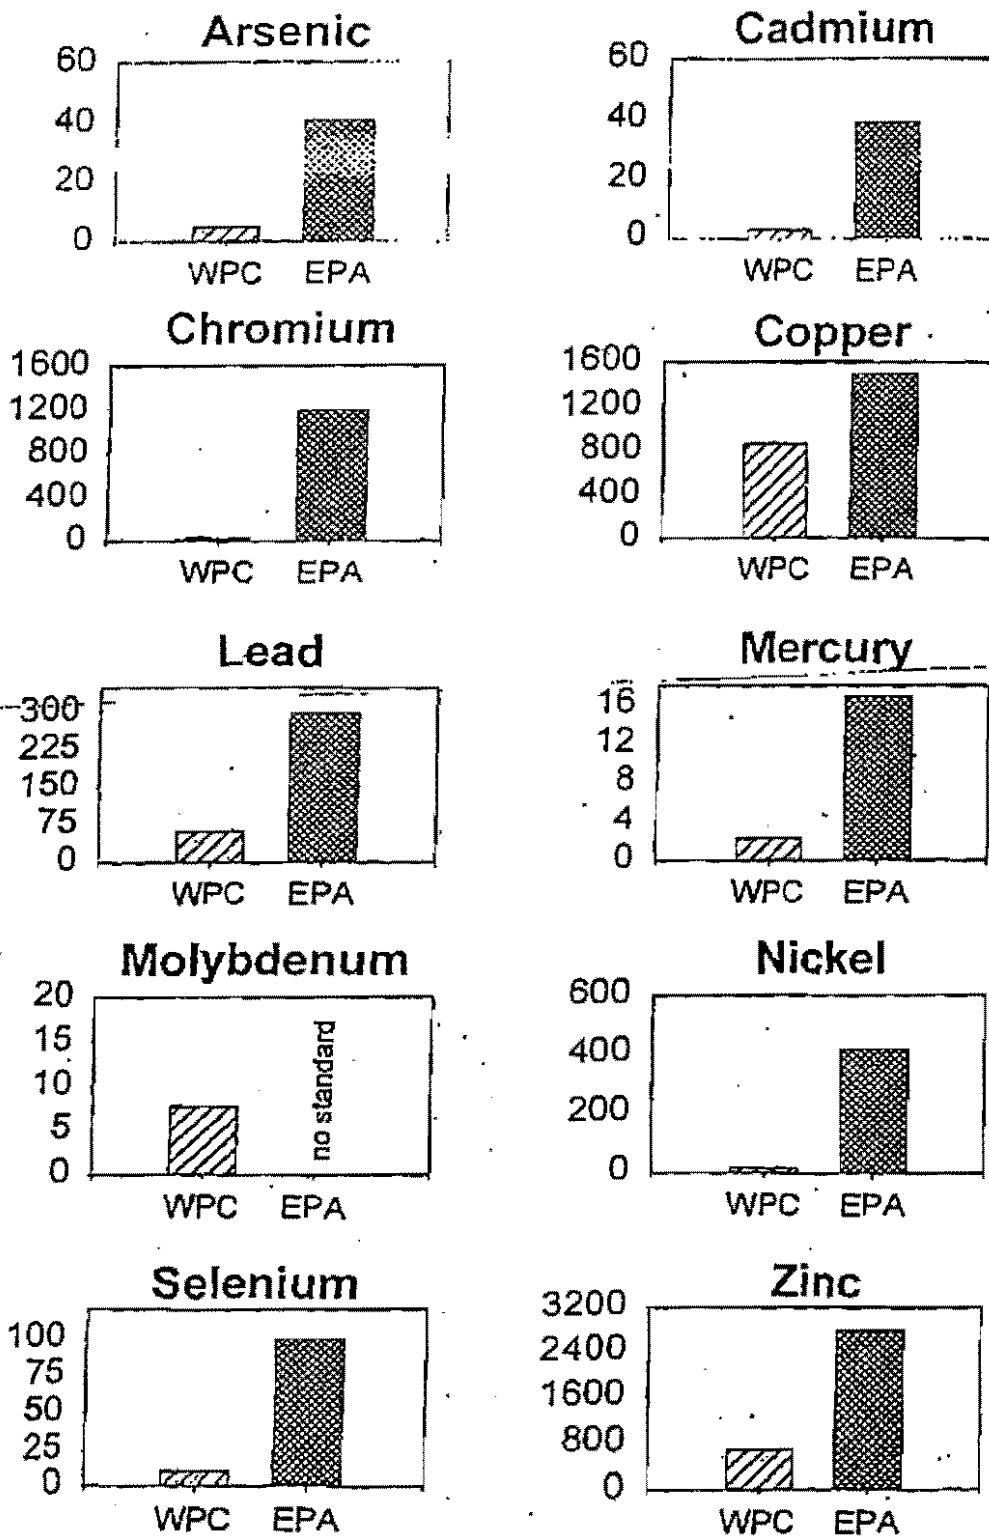 Arsenic
60
40
20
0
WPC EPA
Cadmium
60
40
20
0
WPC EPA
Chromium
1600
1200
800
400
0
WPC EPA
Copper
1600
1200
800
400
0
WPC EPA
Lead
300
225
150
75
0
WPC EPA
Mercury
16
12
8
4
0
WPC EPA
Molybdenum
20
15
10
5
0
no standard
WPC EPA
Nickel
600
400
200
0
WPC EPA
Selenium
100
75
50
25
0
WPC EPA
Zinc
3200
2400
1600
800
0
WPC EPA